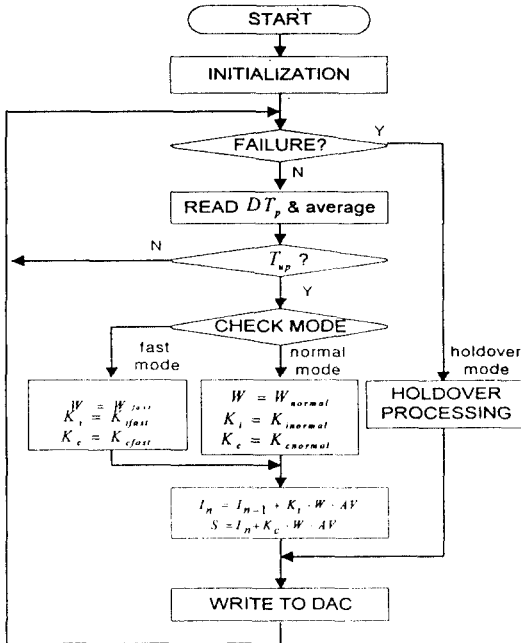 START
INITIALIZATION
FAILURE?
Y
N
READ DT_p & average
N
T_up ?
Y
CHECK MODE
fast mode
normal mode
holdover mode
W = W_fast
K_i = K_ifast
K_c = K_cfast
W = W_normal
K_i = K_inormal
K_c = K_cnormal
HOLDOVER PROCESSING
I_n = I_n-1 + K_i · W · AV
S = I_n + K_c · W · AV
WRITE TO DAC